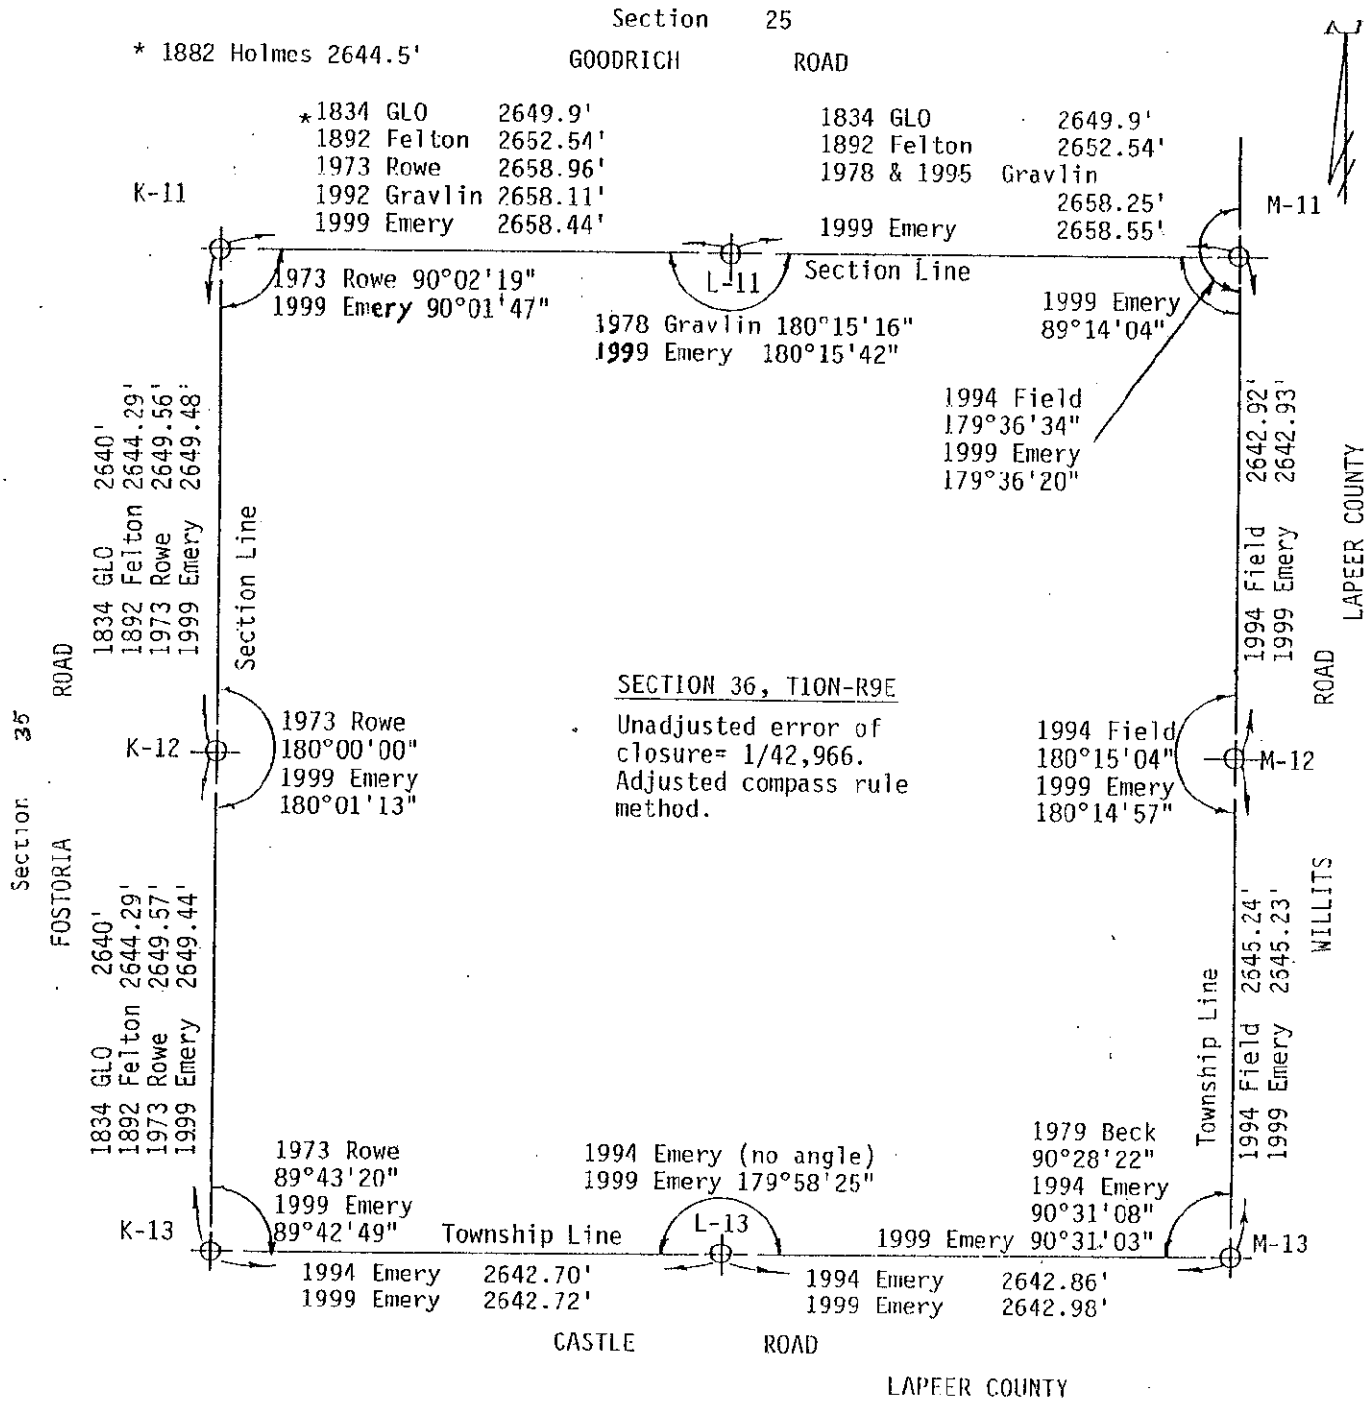 Section 25
* 1882 Holmes 2644.5'
GOODRICH ROAD
* 1834 GLO 2649.9'
1892 Felton 2652.54'
1973 Rowe 2658.96'
1992 Gravlin 2658.11'
1999 Emery 2658.44'
1834 GLO 2649.9'
1892 Felton 2652.54'
1978 & 1995 Gravlin
2658.25'
1999 Emery 2658.55'
K-11
M-11
L-11
Section Line
1973 Rowe 90°02'19"
1999 Emery 90°01'47"
1978 Gravlin 180°15'16"
1999 Emery 180°15'42"
1999 Emery
89°14'04"
1994 Field
179°36'34"
1999 Emery
179°36'20"
1834 GLO 2640'
1892 Felton 2644.29'
1973 Rowe 2649.56'
1999 Emery 2649.48'
Section Line
1994 Field 2642.92'
1999 Emery 2642.93'
LAPEER COUNTY
Section 35
FOSTORIA ROAD
SECTION 36, T10N-R9E
Unadjusted error of
closure= 1/42,966.
Adjusted compass rule
method.
K-12
1973 Rowe
180°00'00"
1999 Emery
180°01'13"
1994 Field
180°15'04"
1999 Emery
180°14'57"
M-12
WILLITS ROAD
1834 GLO 2640'
1892 Felton 2644.29'
1973 Rowe 2649.57'
1999 Emery 2649.44'
Township Line
1994 Field 2645.24'
1999 Emery 2645.23'
1973 Rowe
89°43'20"
1999 Emery
89°42'49"
1994 Emery (no angle)
1999 Emery 179°58'25"
1979 Beck
90°28'22"
1994 Emery
90°31'08"
1999 Emery 90°31'03"
K-13
Township Line
L-13
M-13
1994 Emery 2642.70'
1999 Emery 2642.72'
1994 Emery 2642.86'
1999 Emery 2642.98'
CASTLE ROAD
LAPEER COUNTY